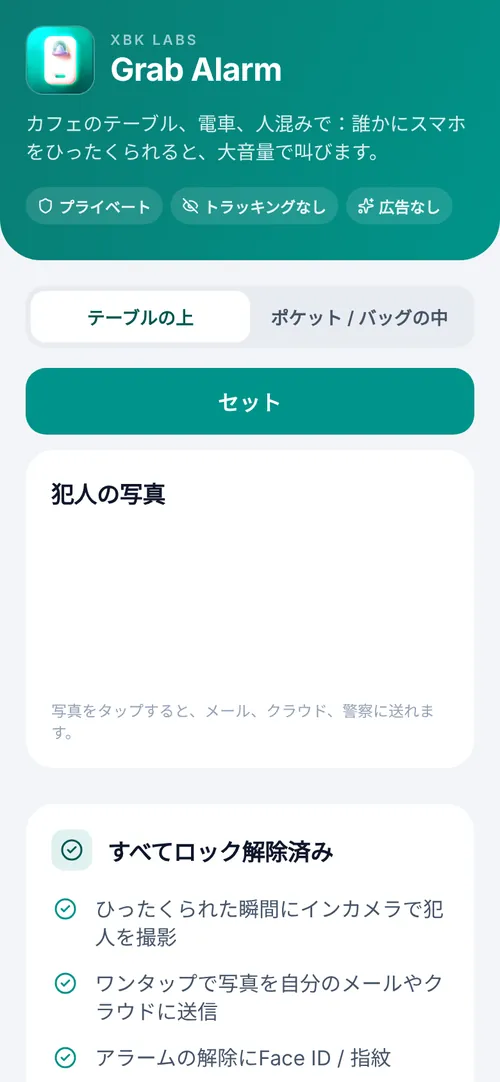 XBK LABS
Grab Alarm
カフェのテーブル、電車、人混みで：誰かにスマホ
をひったくられると、大音量で叫びます。
プライベート
トラッキングなし
広告なし
テーブルの上
ポケット / バッグの中
セット
犯人の写真
写真をタップすると、メール、クラウド、警察に送れま
す。
すべてロック解除済み
ひったくられた瞬間にインカメラで犯
人を撮影
ワンタップで写真を自分のメールやク
ラウドに送信
アラームの解除にFace ID / 指紋